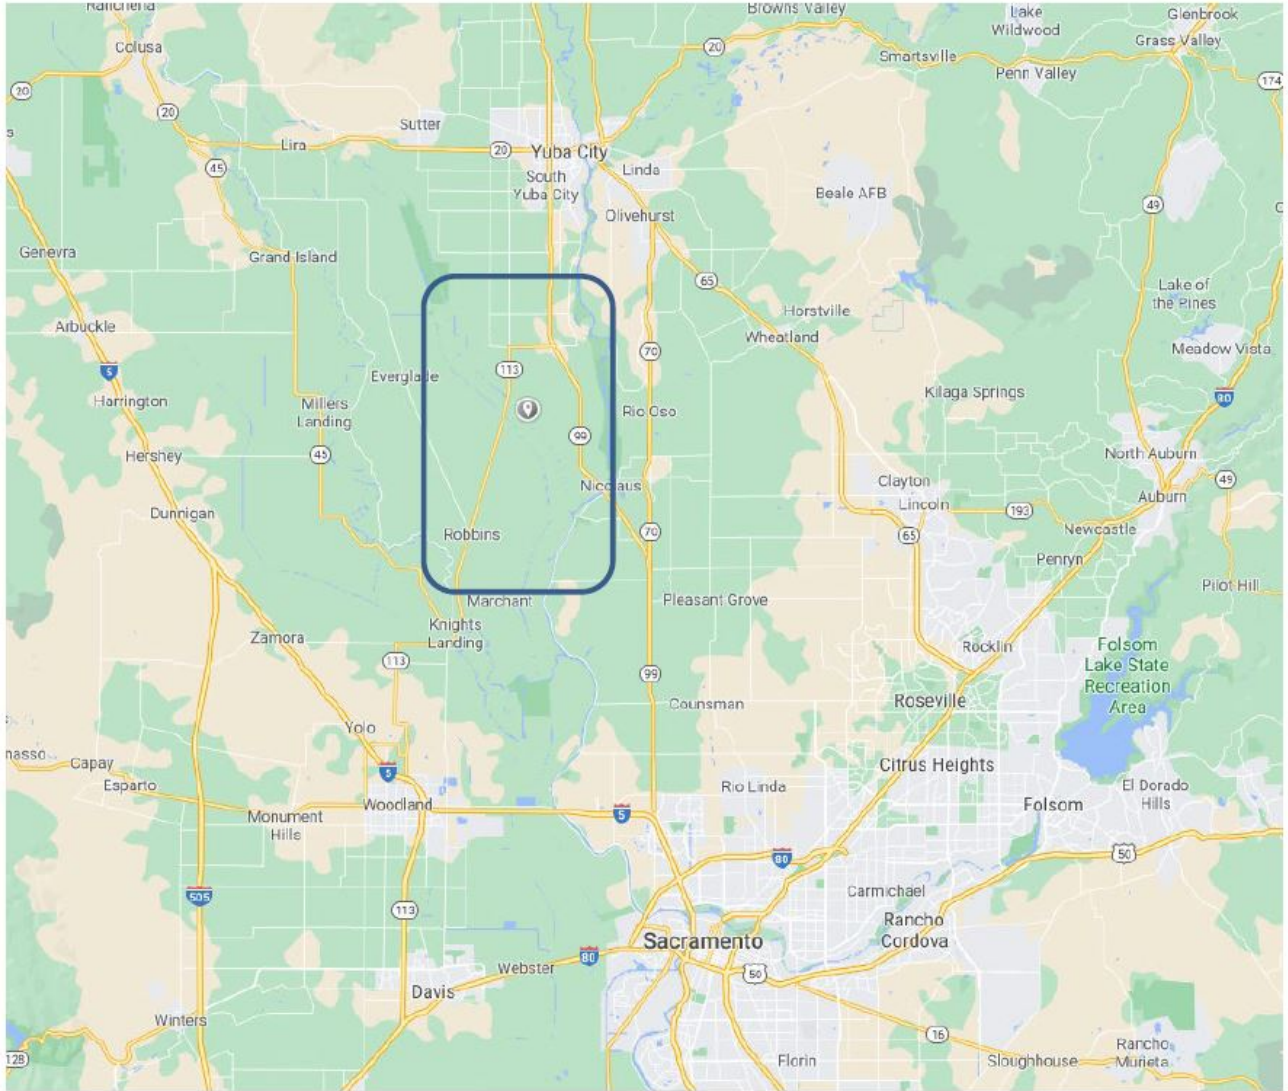 Browns Valley
Lake
Wildwood
Glenbrook
Colusa
20
Smartsville
Grass Valley
Penn Valley
174
20
20
Sutter
Lira
20
Yuba City
45
South
Yuba City
Linda
Beale AFB
Olivehurst
49
Genevra
Grand Island
65
Lake of
the Pines
Horstville
Arbuckle
Wheatland
70
Meadow Vista
5
113
Everglade
Harrington
Millers
Landing
Kilaga Springs
80
Rio Oso
99
45
Hershey
North Auburn
Nicolaus
Clayton
49
Lincoln
Auburn
Dunnigan
193
Robbins
70
65
Newcastle
Penryn
Pilot Hill
Marchant
Pleasant Grove
Knights
Landing
Zamora
Rocklin
Folsom
Lake State
Recreation
Area
113
99
Roseville
Counsman
Yolo
Capay
5
Citrus Heights
Esparto
Rio Linda
El Dorado
Hills
Woodland
Folsom
Monument
Hills
5
80
50
505
Carmichael
113
Rancho
Cordova
Sacramento
80
Webster
50
Davis
Winters
16
128
Florin
Sloughhouse
Rancho
Murieta